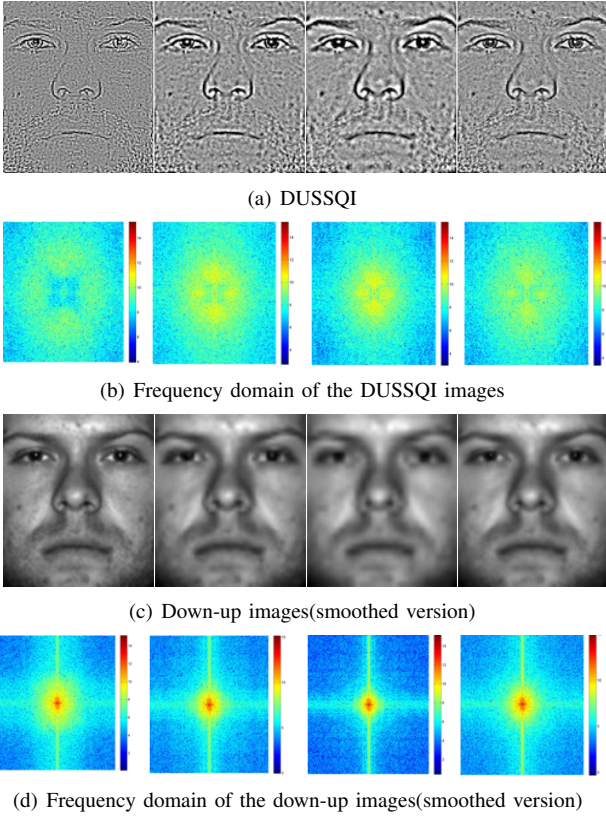 (a) DUSSQI
(b) Frequency domain of the DUSSQI images
(c) Down-up images(smoothed version)
(d) Frequency domain of the down-up images(smoothed version)